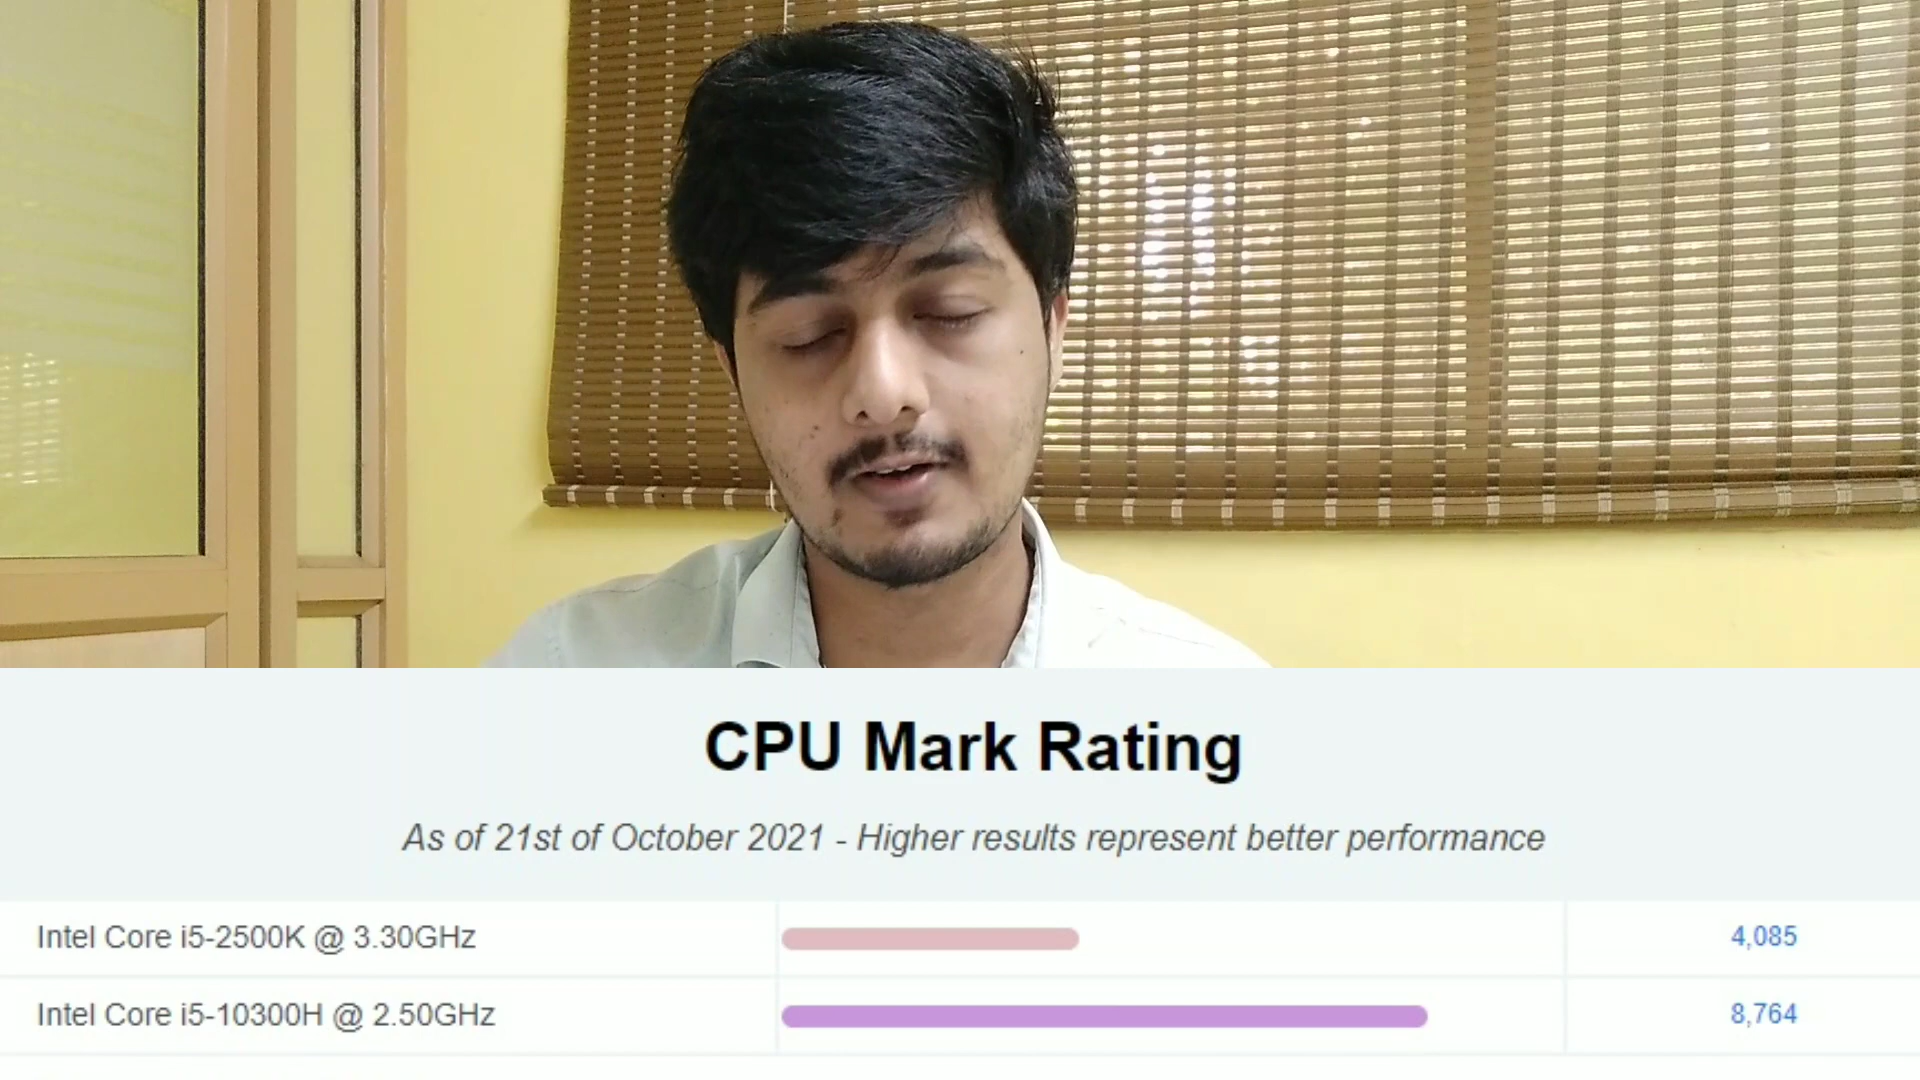 CPU Mark Rating
As of 21st of October 2021 - Higher results represent better performance
Intel Core i5-2500K @ 3.30GHz 4,085
Intel Core i5-10300H @ 2.50GHz 8,764